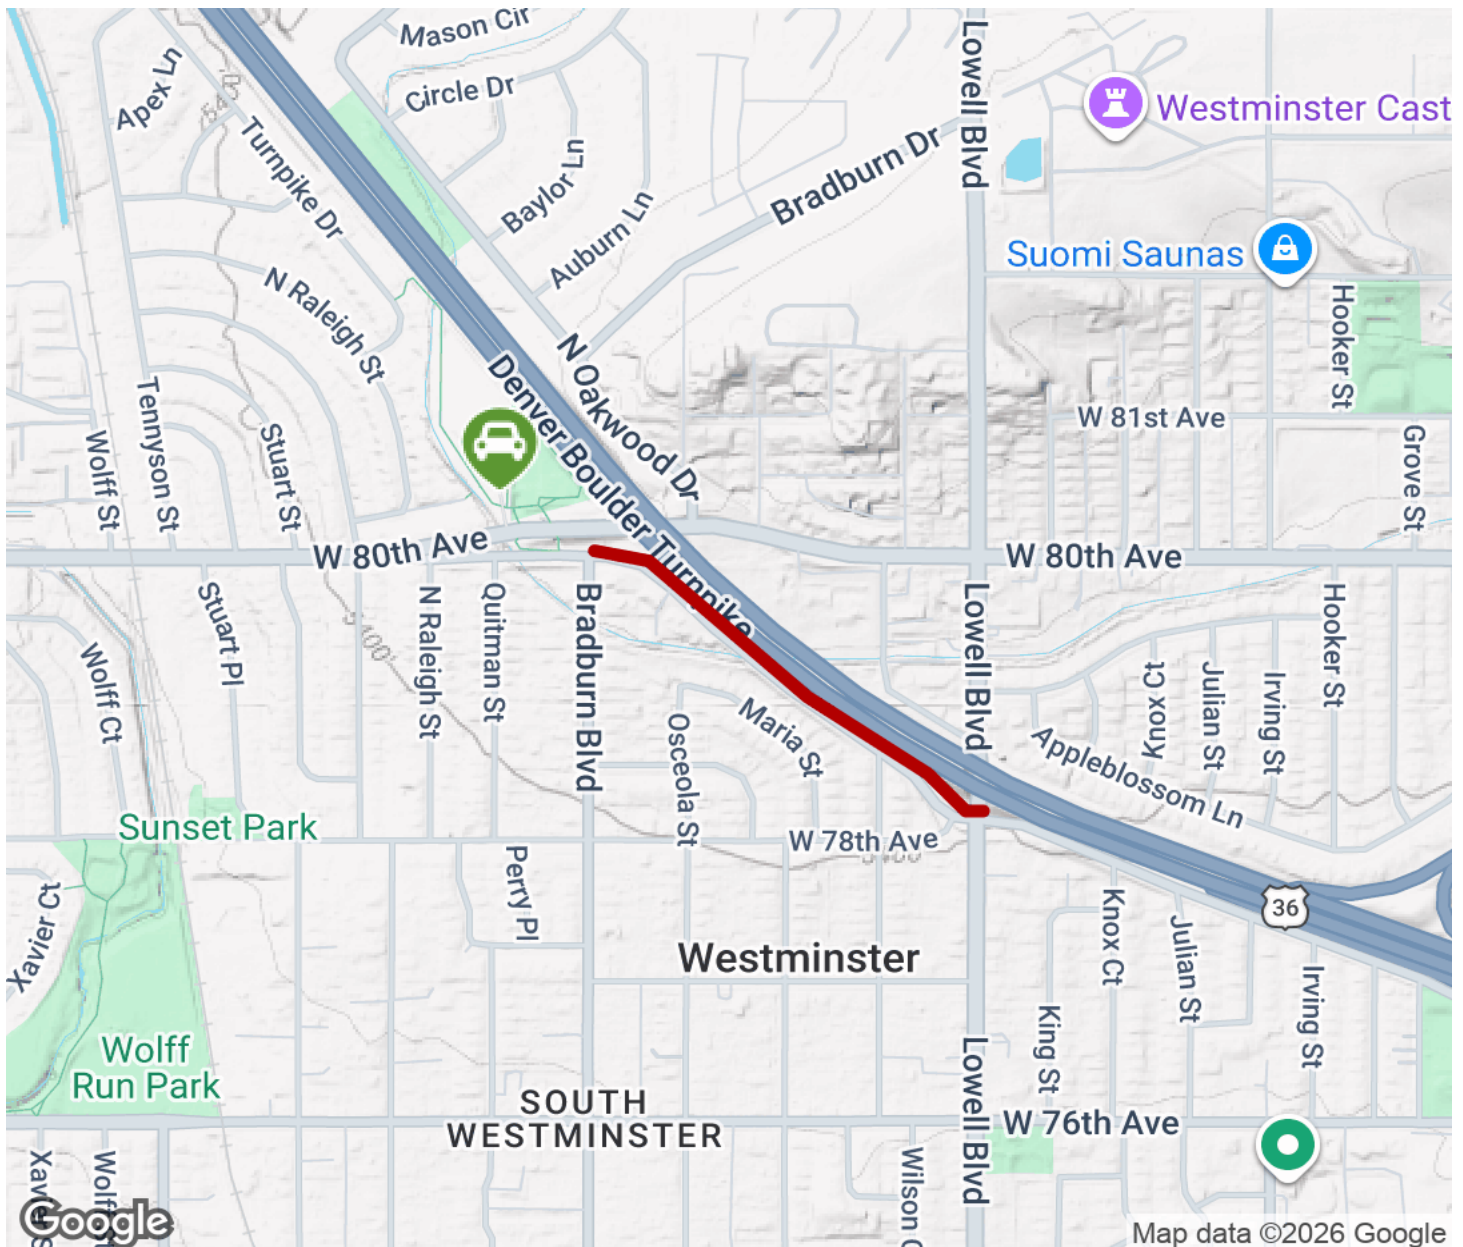 Mason Cir
Lowell Blvd
Apex Ln
5430
Circle Dr
Westminster Cast
Turnpike Dr
Baylor Ln
Bradburn Dr
Auburn Ln
Suomi Saunas
N Raleigh St
Hooker St
Denver Boulder Turnpike
N Oakwood Dr
Tennyson St
W 81st Ave
Wolff St
Stuart St
Grove St
W 80th Ave
W 80th Ave
Stuart Pl
N Raleigh St
Quitman St
Bradburn Blvd
Lowell Blvd
Hooker St
5400'
Wolff Ct
Osceola St
Maria St
Knox Ct
Julian St
Irving St
Appleblossom Ln
Sunset Park
W 78th Ave
5400
Perry Pl
Xavier Ct
36
Knox Ct
Julian St
Westminster
Irving St
King St
Wolff
Run Park
Lowell Blvd
SOUTH
WESTMINSTER
W 76th Ave
Wilson
Google
Map data ©2026 Google